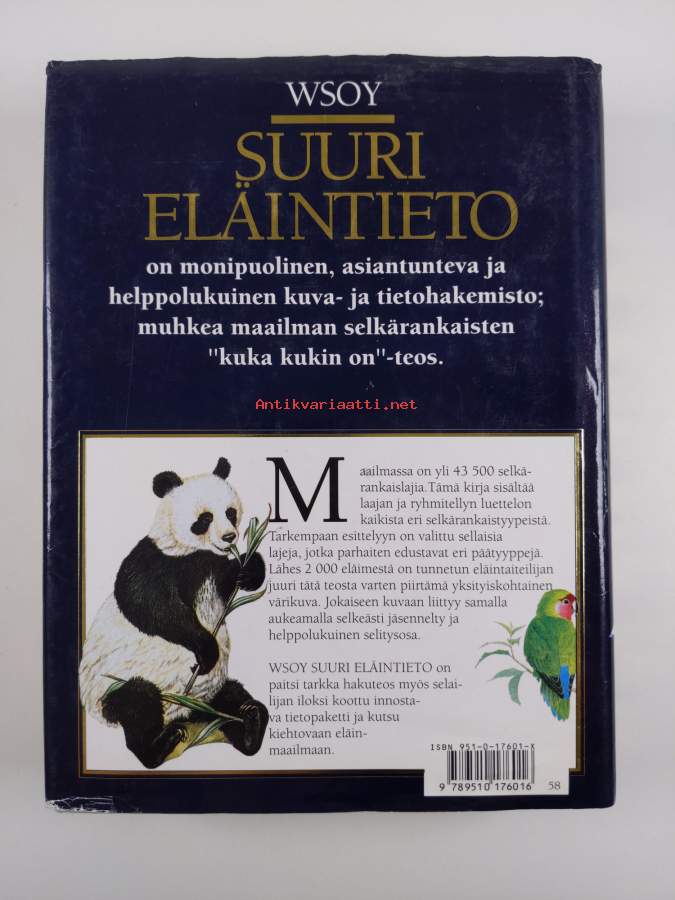 WSOY
SUURI
ELÄINTIETO
on monipuolinen, asiantunteva ja
helppolukuinen kuva- ja tietohakemisto;
muhkea maailman selkärankaisten
"kuka kukin on"-teos.
Antikvariaatti.net
Maailmassa on yli 43 500 selkä-
rankaislajia. Tämä kirja sisältää
laajan ja ryhmitellyn luettelon
kaikista eri selkärankaistyypeistä.
Tarkempaan esittelyyn on valittu sellaisia
lajeja, jotka parhaiten edustavat eri päätyyppejä.
Lähes 2 000 eläimestä on tunnetun eläintaiteilijan
juuri tätä teosta varten piirtämä yksityiskohtainen
värikuva. Jokaiseen kuvaan liittyy samalla
aukeamalla selkeästi jäsennelty ja
helppolukuinen selitysosa.
WSOY SUURI ELÄINTIETO on
paitsi tarkka hakuteos myös selai-
lijan iloksi koottu innosta-
va tietopaketti ja kutsu
kiehtovaan eläin-
maailmaan.
ISBN 951-0-17601-X
9 789510 176016
58